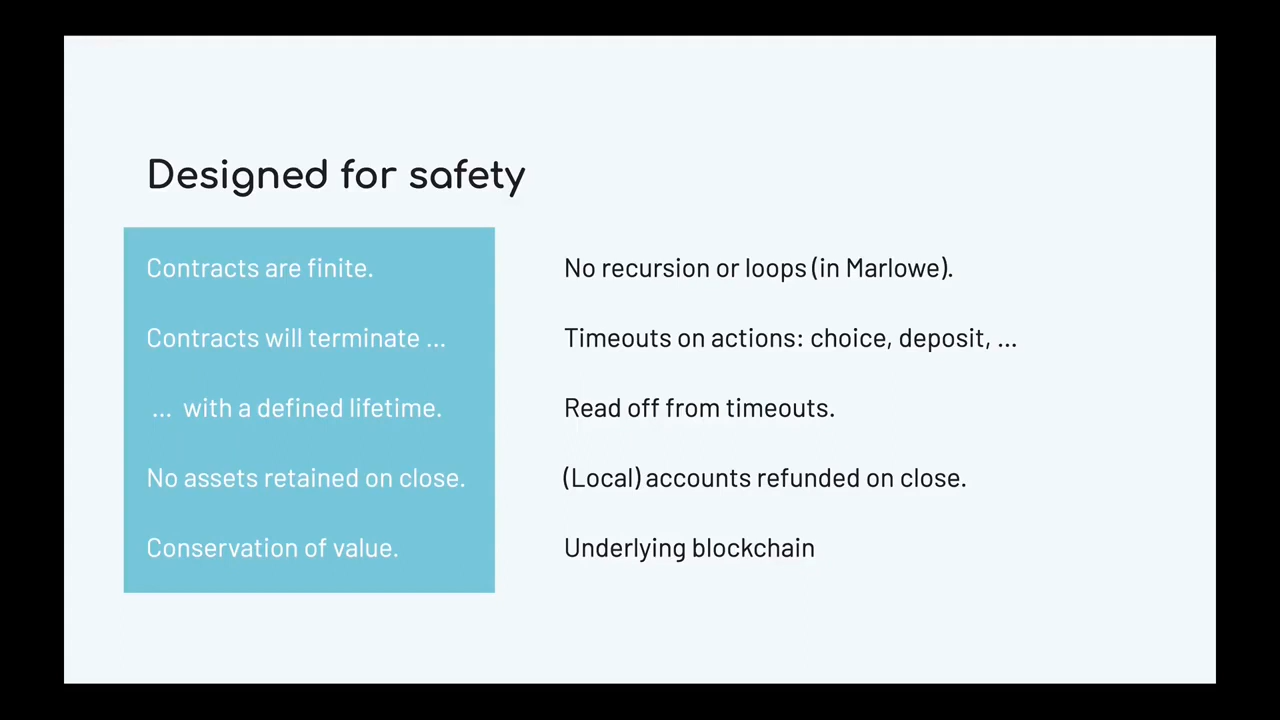 Designed for safety
Contracts are finite.
No recursion or loops (in Marlowe).
Contracts will terminate ...
Timeouts on actions: choice, deposit, ...
... with a defined lifetime.
Read off from timeouts.
No assets retained on close.
(Local) accounts refunded on close.
Conservation of value.
Underlying blockchain